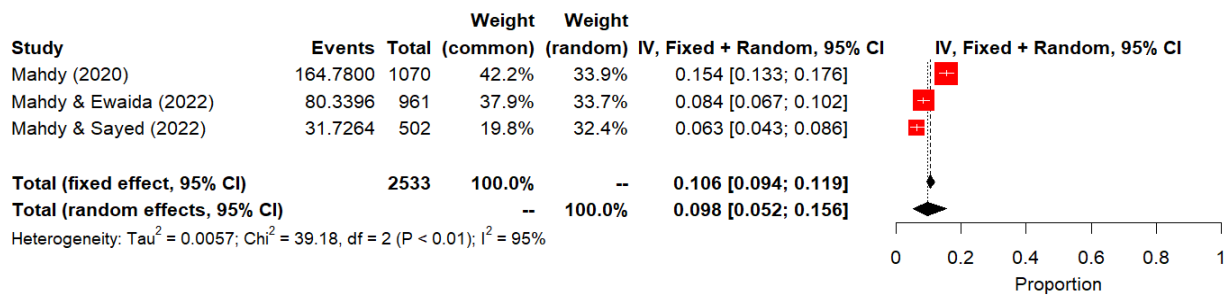 Weight Weight
Study Events Total (common) (random) IV, Fixed + Random, 95% CI IV, Fixed + Random, 95% CI
Mahdy (2020) 164.7800 1070 42.2% 33.9% 0.154 [0.133; 0.176]
Mahdy & Ewaida (2022) 80.3396 961 37.9% 33.7% 0.084 [0.067; 0.102]
Mahdy & Sayed (2022) 31.7264 502 19.8% 32.4% 0.063 [0.043; 0.086]
Total (fixed effect, 95% CI) 2533 100.0% -- 0.106 [0.094; 0.119]
Total (random effects, 95% CI) -- 100.0% 0.098 [0.052; 0.156]
Heterogeneity: Tau² = 0.0057; Chi² = 39.18, df = 2 (P < 0.01); I² = 95%
0 0.2 0.4 0.6 0.8 1
Proportion